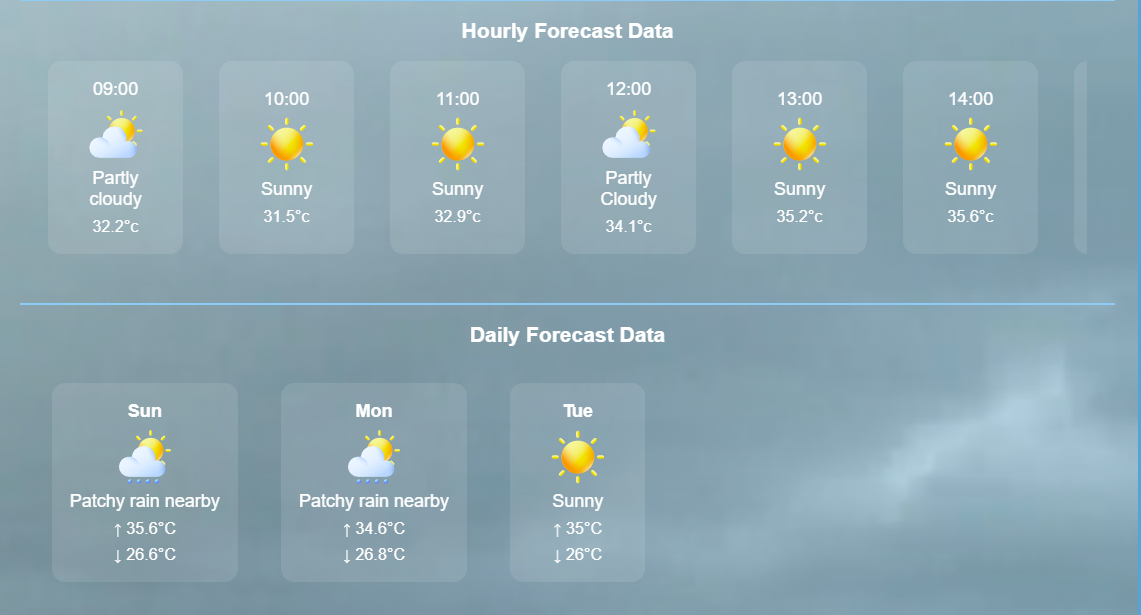 Hourly Forecast Data
09:00
Partly
cloudy
32.2°c
10:00
Sunny
31.5°c
11:00
Sunny
32.9°c
12:00
Partly
Cloudy
34.1°c
13:00
Sunny
35.2°c
14:00
Sunny
35.6°c
Daily Forecast Data
Sun
Patchy rain nearby
↑ 35.6°C
↓ 26.6°C
Mon
Patchy rain nearby
↑ 34.6°C
↓ 26.8°C
Tue
Sunny
↑ 35°C
↓ 26°C